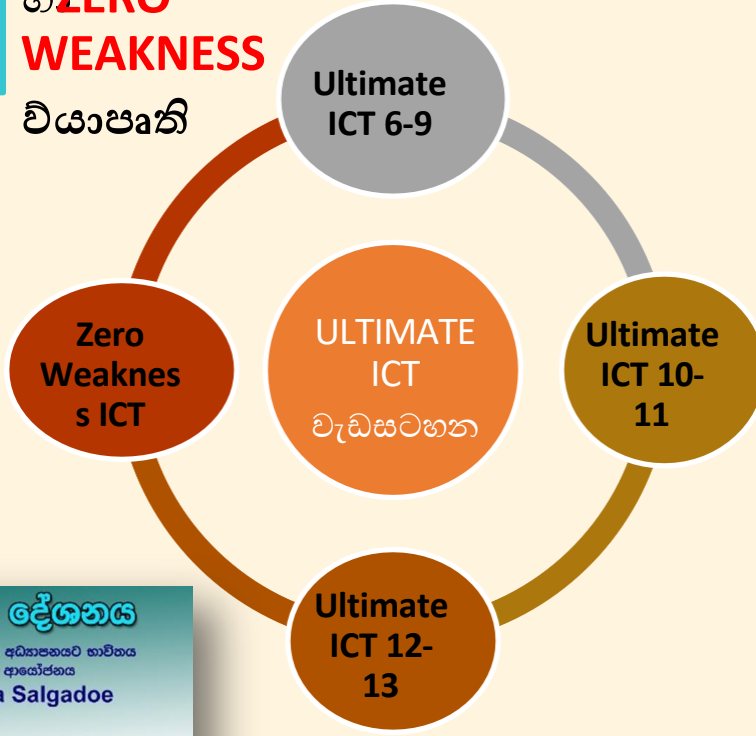 ZERO
WEAKNESS
ව්‍යාපෘති
Ultimate
ICT 6-9
Zero
Weaknes
s ICT
ULTIMATE
ICT
වැඩසටහන
Ultimate
ICT 10-
11
Ultimate
ICT 12-
13
දේශනය
අධ්‍යාපනයට භාවිතය
ආයෝජනය
a Salgadoe